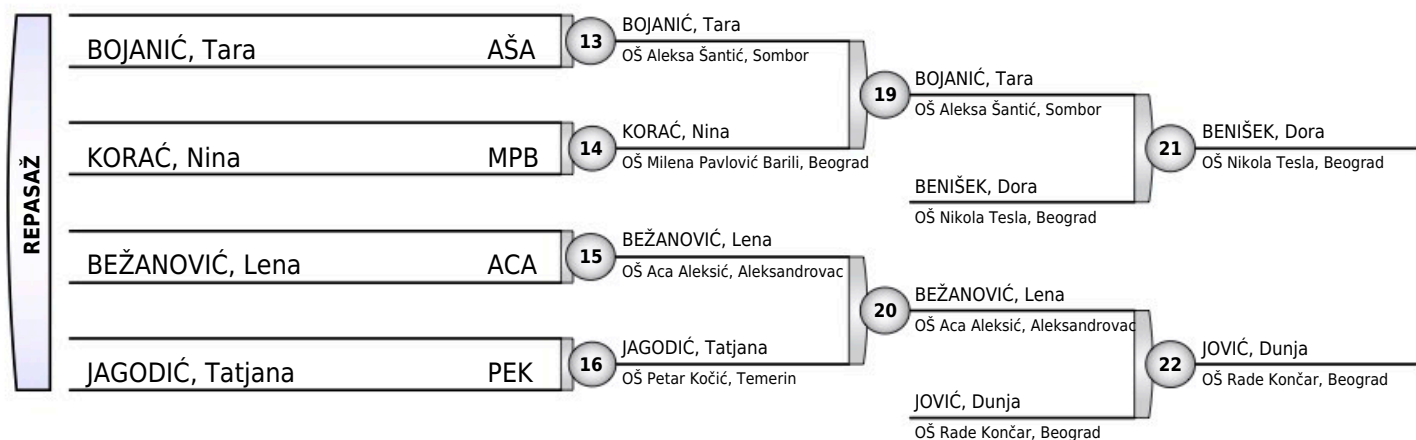 REPASAŽ
BOJANIĆ, Tara AŠA
KORAĆ, Nina MPB
BEŽANOVIĆ, Lena ACA
JAGODIĆ, Tatjana PEK
13
BOJANIĆ, Tara
OŠ Aleksa Šantić, Sombor
14
KORAĆ, Nina
OŠ Milena Pavlović Barili, Beograd
15
BEŽANOVIĆ, Lena
OŠ Aca Aleksić, Aleksandrovac
16
JAGODIĆ, Tatjana
OŠ Petar Kočić, Temerin
19
BOJANIĆ, Tara
OŠ Aleksa Šantić, Sombor
BENIŠEK, Dora
OŠ Nikola Tesla, Beograd
20
BEŽANOVIĆ, Lena
OŠ Aca Aleksić, Aleksandrovac
JOVIĆ, Dunja
OŠ Rade Končar, Beograd
21
BENIŠEK, Dora
OŠ Nikola Tesla, Beograd
22
JOVIĆ, Dunja
OŠ Rade Končar, Beograd